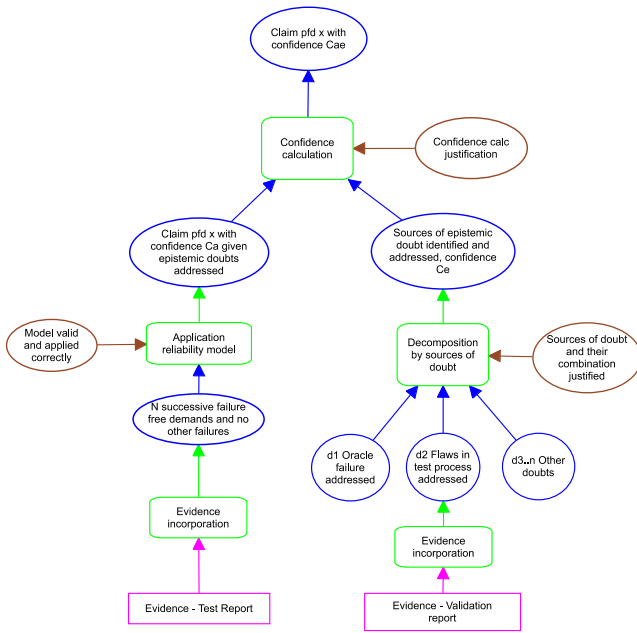 Claim pfd x with
confidence Cae
Confidence
calculation
Confidence calc
justification
Claim pfd x with
confidence Ca given
epistemic doubts
addressed
Sources of epistemic
doubt identified and
addressed, confidence
Ce
Model valid
and applied
correctly
Application
reliability model
Decomposition
by sources of
doubt
Sources of doubt
and their
combination
justified
N successive failure
free demands and no
other failures
d1 Oracle
failure
addressed
d2 Flaws in
test process
addressed
d3..n Other
doubts
Evidence
incorporation
Evidence
incorporation
Evidence - Test Report
Evidence - Validation
report